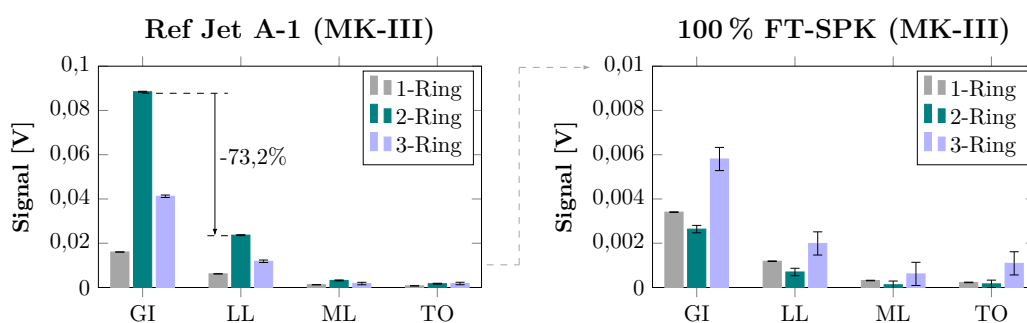 Ref Jet A-1 (MK-III)
Signal [V]
0,1
0,08
0,06
0,04
0,02
0
-73,2%
1-Ring
2-Ring
3-Ring
GI LL ML TO
100 % FT-SPK (MK-III)
Signal [V]
0,01
0,008
0,006
0,004
0,002
0
1-Ring
2-Ring
3-Ring
GI LL ML TO